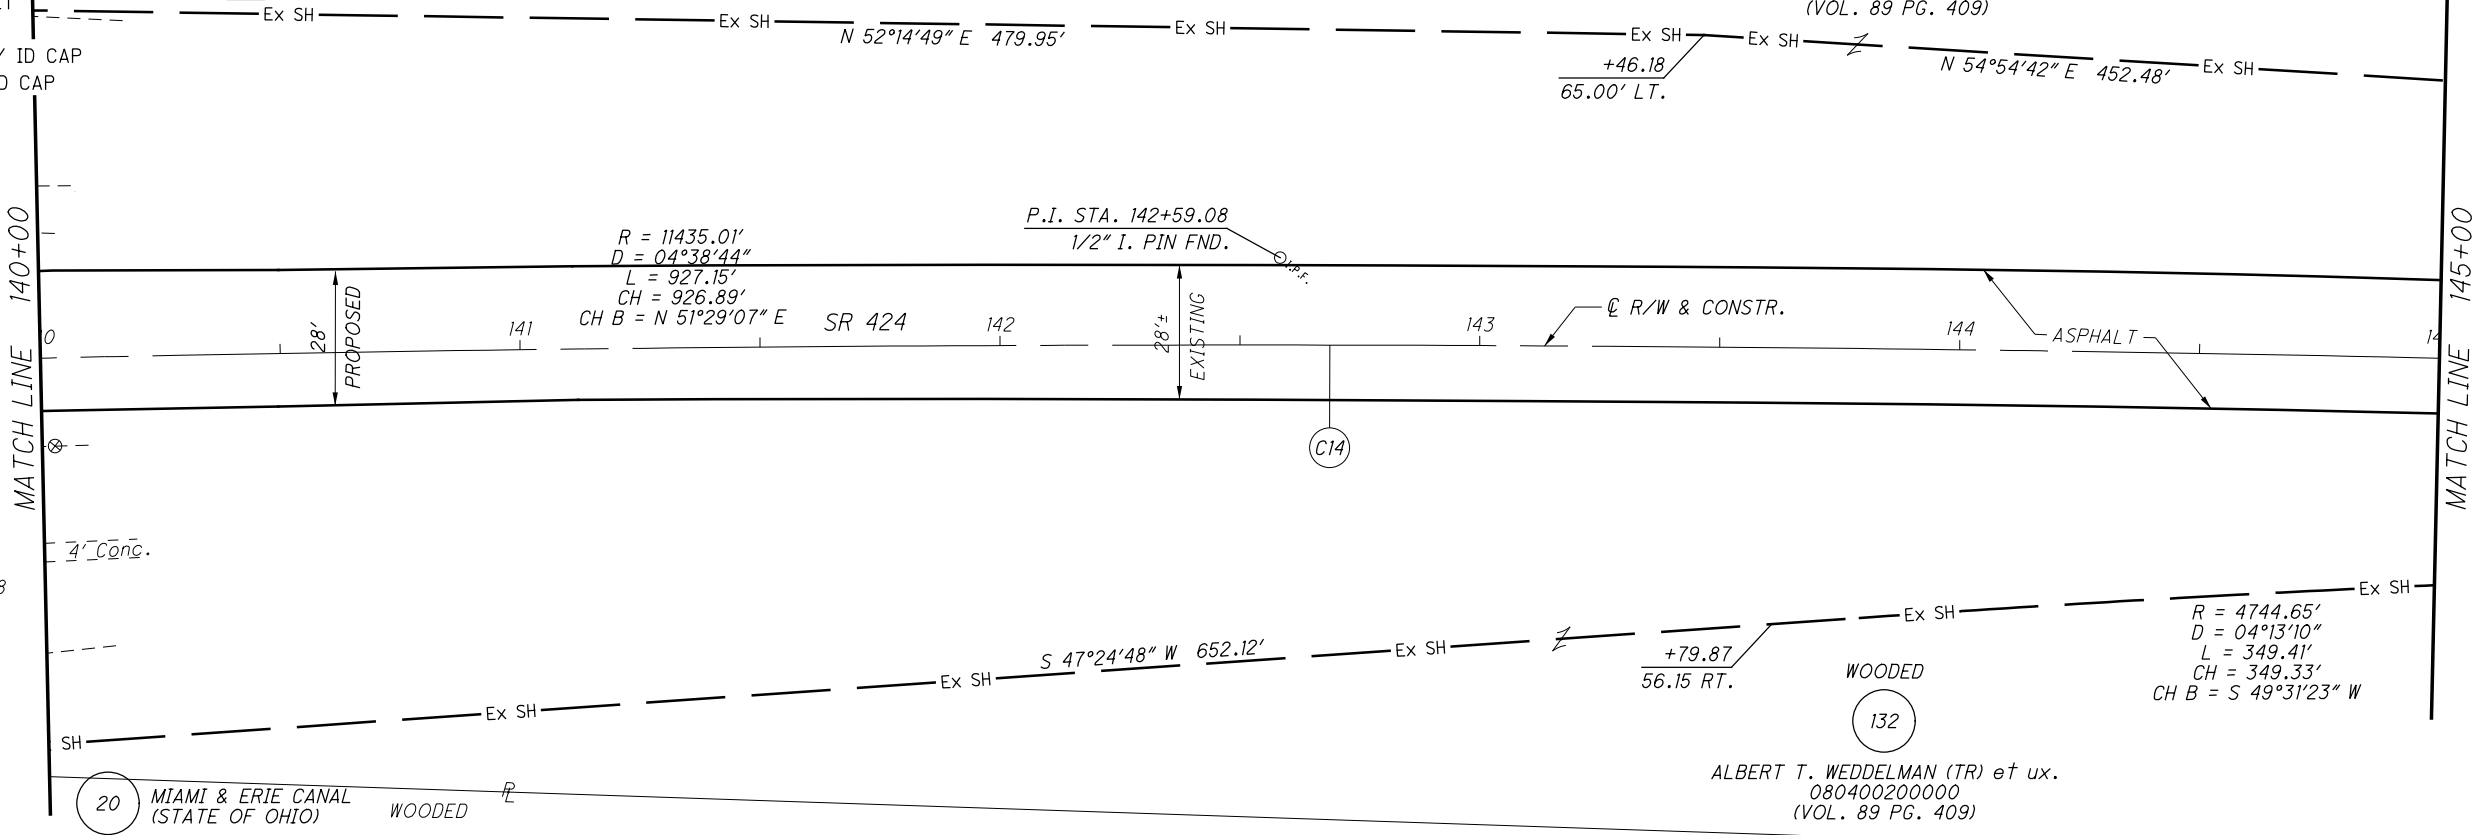 Ex SH
Ex SH
Ex SH
Ex SH
Ex SH
Ex SH
(VOL. 89 PG. 409)
N 52°14'49" E 479.95'
N 54°54'42" E 452.48'
ID CAP
CAP
+46.18
65.00' LT.
MATCH LINE 140+00
MATCH LINE 145+00
P.I. STA. 142+59.08
1/2" I. PIN FND.
I.P.F.
R = 11435.01'
D = 04°38'44"
L = 927.15'
CH = 926.89'
CH B = N 51°29'07" E
28'
PROPOSED
28'±
EXISTING
SR 424
℄ R/W & CONSTR.
ASPHALT
0
141
142
143
144
14
C14
4' Conc.
8
S 47°24'48" W 652.12'
SH
Ex SH
Ex SH
Ex SH
Ex SH
Ex SH
+79.87
56.15 RT.
R = 4744.65'
D = 04°13'10"
L = 349.41'
CH = 349.33'
CH B = S 49°31'23" W
WOODED
132
ALBERT T. WEDDELMAN (TR) et ux.
080400200000
(VOL. 89 PG. 409)
20
MIAMI & ERIE CANAL
(STATE OF OHIO)
WOODED
PL